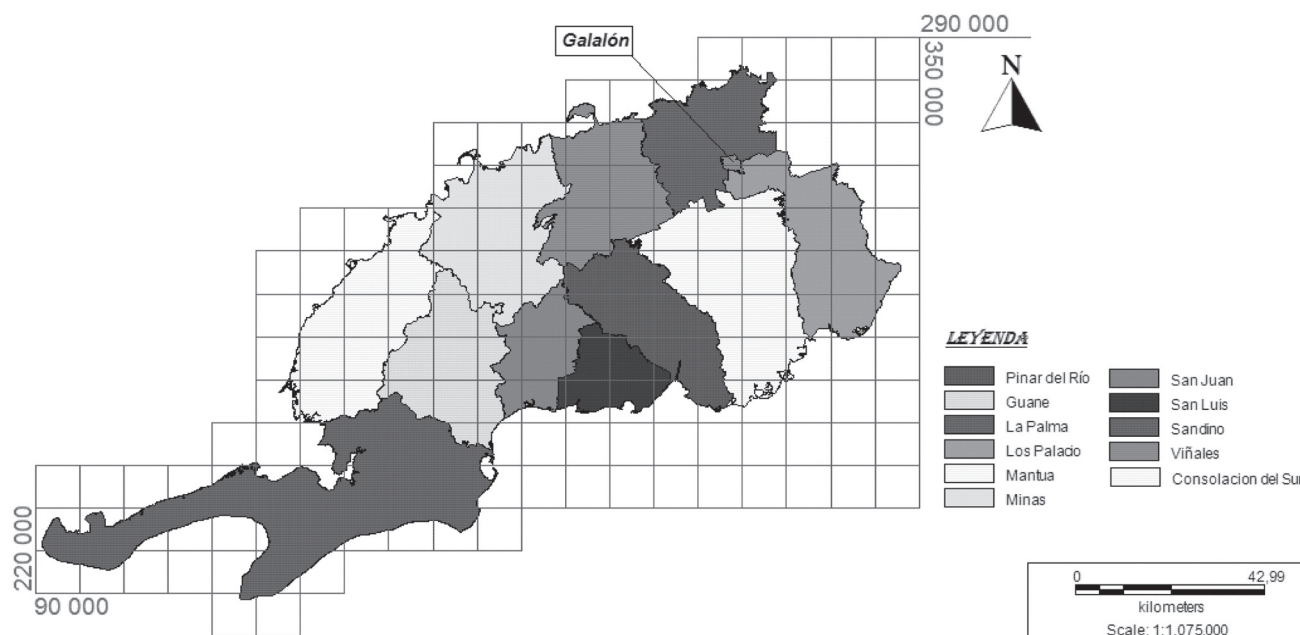 290 000
Galalón
350 000
N
LEYENDA
Pinar del Río
Guane
La Palma
Los Palacio
Mantua
Minas
San Juan
San Luis
Sandino
Viñales
Consolacion del Sur
220 000
90 000
0 42,99
kilometers
Scale: 1:1.075.000